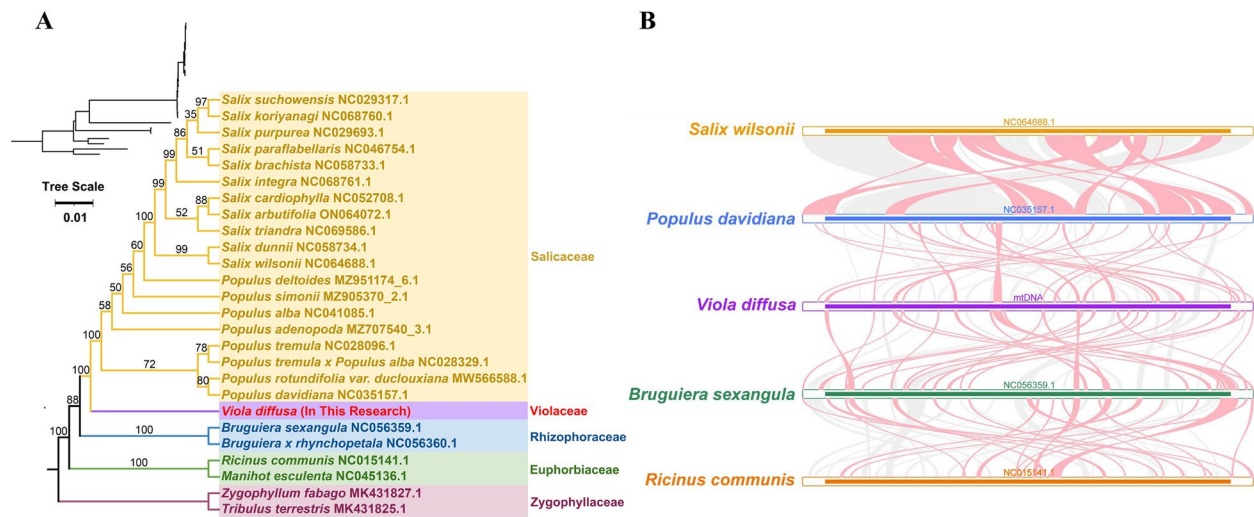 A
B
97
35
86
51
99
99
88
52
100
99
60
56
50
58
100
78
72
80
100
88
100
100
100
Tree Scale
0.01
Salix suchowensis NC029317.1
Salix koriyanagi NC068760.1
Salix purpurea NC029693.1
Salix paraflabellaris NC046754.1
Salix brachista NC058733.1
Salix integra NC068761.1
Salix cardiophylla NC052708.1
Salix arbutifolia ON064072.1
Salix triandra NC069586.1
Salix dunnii NC058734.1
Salix wilsonii NC064688.1
Populus deltoides MZ951174_6.1
Populus simonii MZ905370_2.1
Populus alba NC041085.1
Populus adenopoda MZ707540_3.1
Populus tremula NC028096.1
Populus tremula x Populus alba NC028329.1
Populus rotundifolia var. duclouxiana MW566588.1
Populus davidiana NC035157.1
Viola diffusa (In This Research)
Bruguiera sexangula NC056359.1
Bruguiera x rhynchopetala NC056360.1
Ricinus communis NC015141.1
Manihot esculenta NC045136.1
Zygophyllum fabago MK431827.1
Tribulus terrestris MK431825.1
Salicaceae
Violaceae
Rhizophoraceae
Euphorbiaceae
Zygophyllaceae
Salix wilsonii
NC064688.1
Populus davidiana
NC035157.1
Viola diffusa
mtDNA
Bruguiera sexangula
NC056359.1
Ricinus communis
NC015141.1